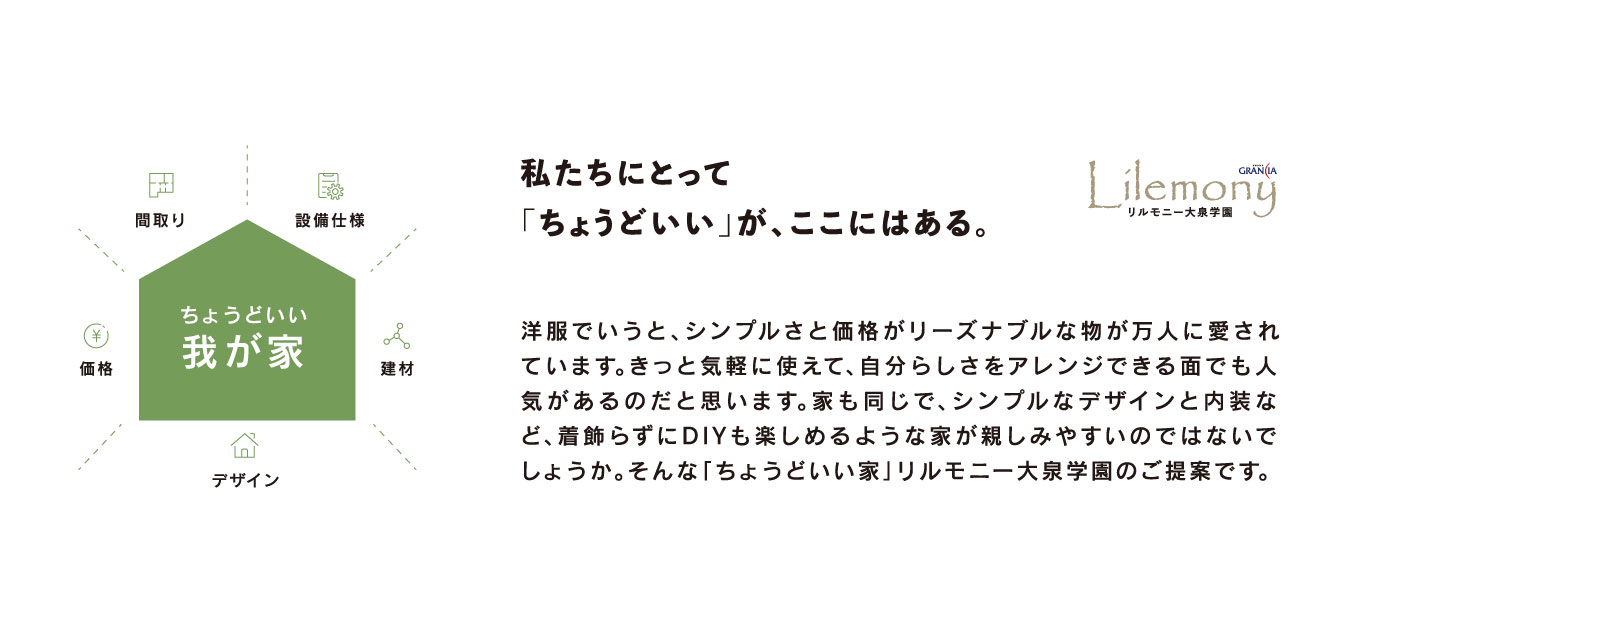 間取り
設備仕様
ちょうどいい
我が家
価格
建材
デザイン
私たちにとって
「ちょうどいい」が、ここにはある。
GRANCIA
Lilemony
リルモニー大泉学園
洋服でいうと、シンプルさと価格がリーズナブルな物が万人に愛され
ています。きっと気軽に使えて、自分らしさをアレンジできる面でも人
気があるのだと思います。家も同じで、シンプルなデザインと内装な
ど、着飾らずにDIYも楽しめるような家が親しみやすいのではないで
しょうか。そんな「ちょうどいい家」リルモニー大泉学園のご提案です。